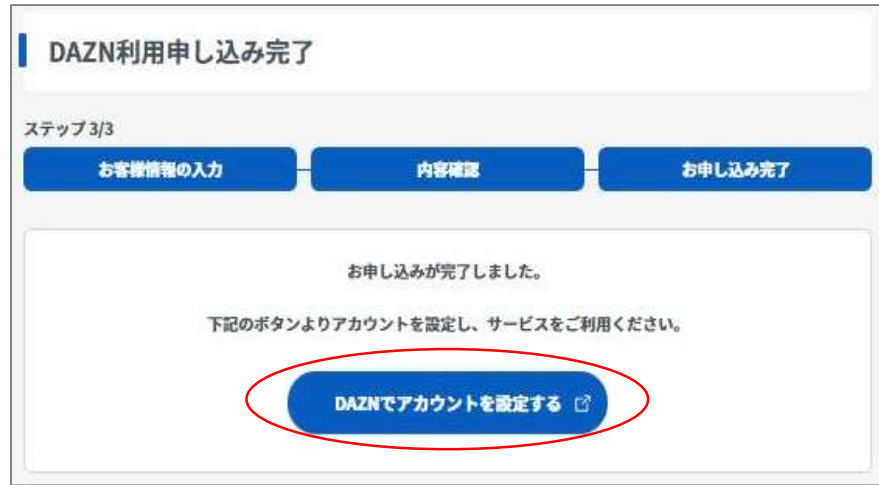 DAZN利用申し込み完了
ステップ 3/3
お客様情報の入力
内容確認
お申し込み完了
お申し込みが完了しました。
下記のボタンよりアカウントを設定し、サービスをご利用ください。
DAZNでアカウントを設定する